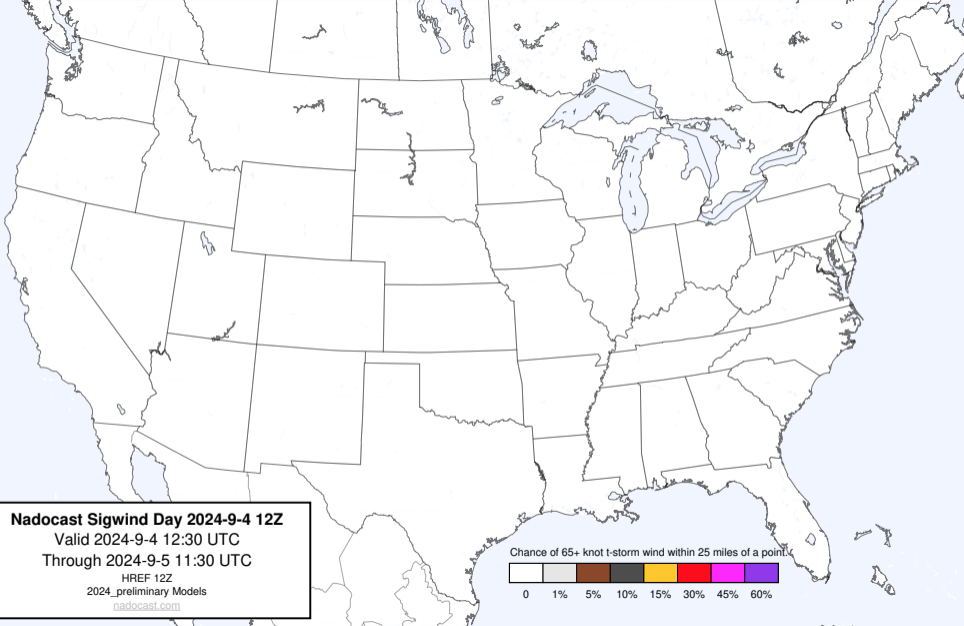 Nadocast Sigwind Day 2024-9-4 12Z
Valid 2024-9-4 12:30 UTC
Through 2024-9-5 11:30 UTC
HREF 12Z
2024_preliminary Models
nadocast.com
Chance of 65+ knot t-storm wind within 25 miles of a point.
0 1% 5% 10% 15% 30% 45% 60%